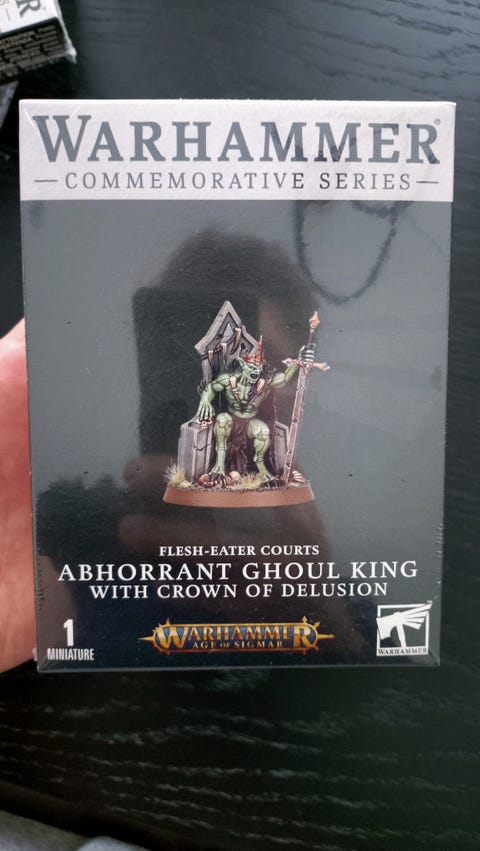 WARHAMMER®
COMMEMORATIVE SERIES
FLESH-EATER COURTS
ABHORRANT GHOUL KING
WITH CROWN OF DELUSION
1
MINIATURE
WARHAMMER
AGE OF SIGMAR
WARHAMMER